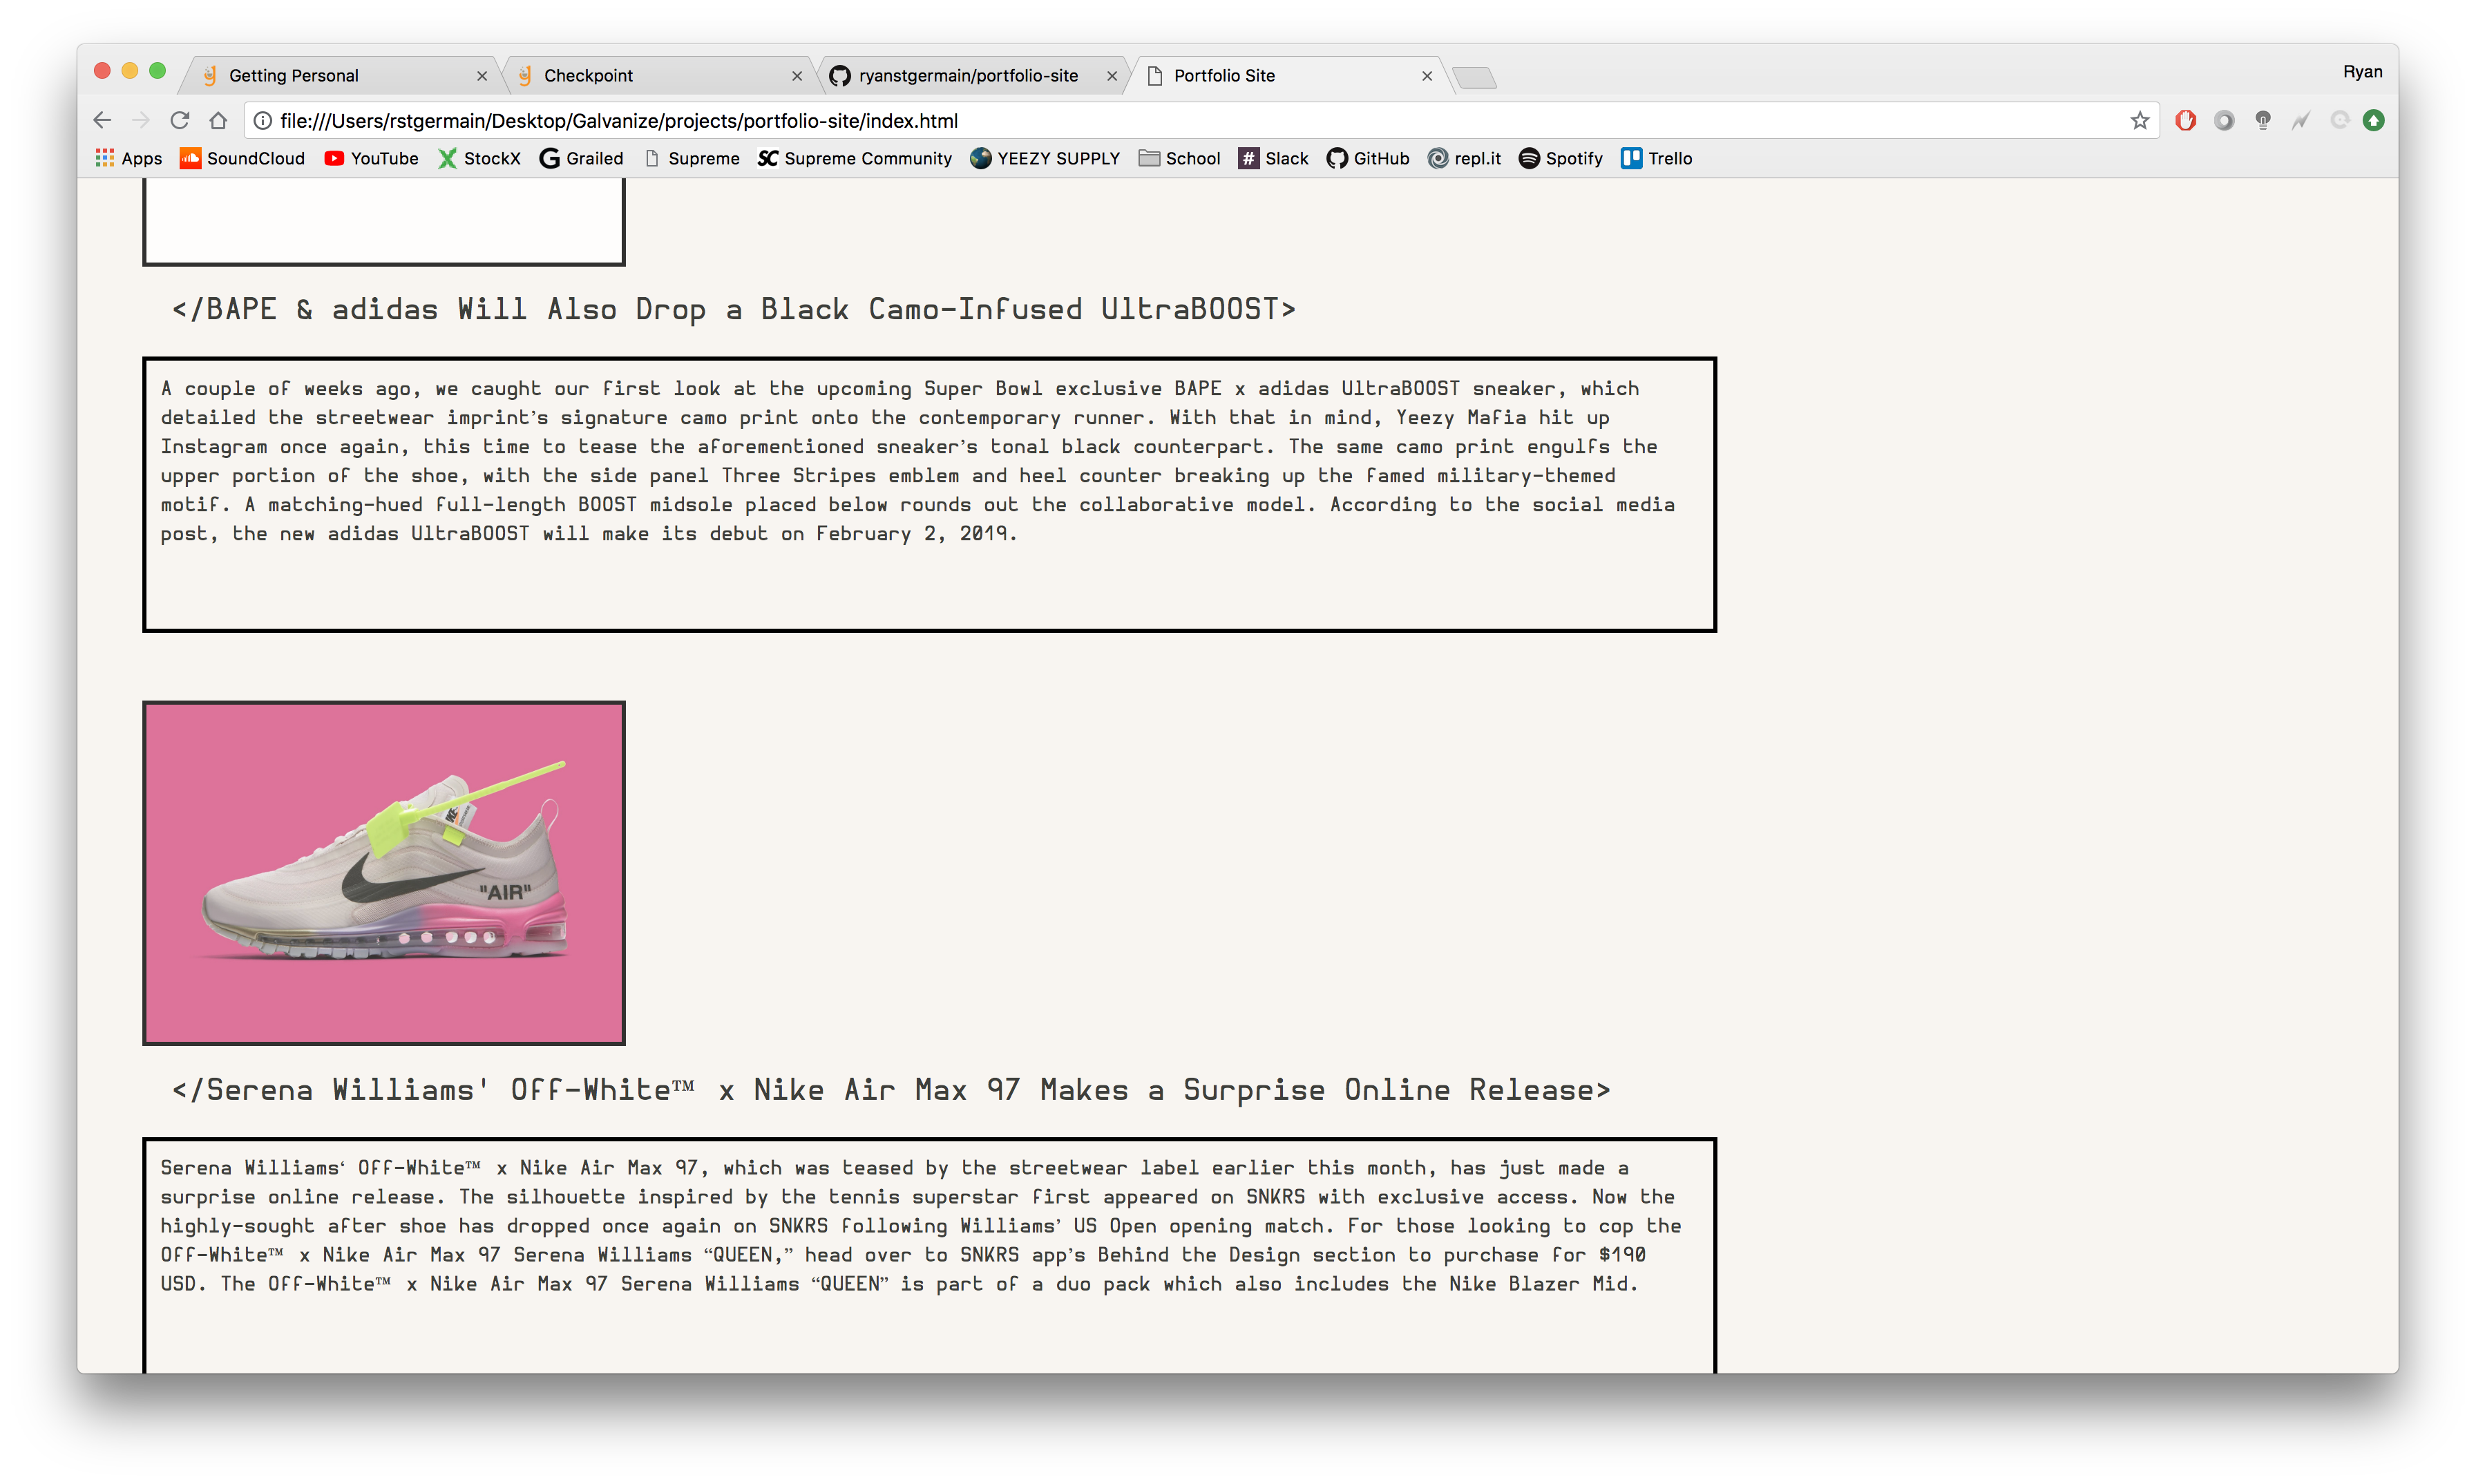 Getting Personal
Checkpoint
ryanstgermain/portfolio-site
Portfolio Site
Ryan
file:///Users/rstgermain/Desktop/Galvanize/projects/portfolio-site/index.html
Apps SoundCloud YouTube StockX G Grailed Supreme SC Supreme Community YEEZY SUPPLY School # Slack GitHub repl.it Spotify Trello
</BAPE & adidas Will Also Drop a Black Camo-Infused UltraBOOST>
A couple of weeks ago, we caught our first look at the upcoming Super Bowl exclusive BAPE x adidas UltraBOOST sneaker, which
detailed the streetwear imprint’s signature camo print onto the contemporary runner. With that in mind, Yeezy Mafia hit up
Instagram once again, this time to tease the aforementioned sneaker’s tonal black counterpart. The same camo print engulfs the
upper portion of the shoe, with the side panel Three Stripes emblem and heel counter breaking up the famed military-themed
motif. A matching-hued full-length BOOST midsole placed below rounds out the collaborative model. According to the social media
post, the new adidas UltraBOOST will make its debut on February 2, 2019.
"AIR"
</Serena Williams' Off-White™ x Nike Air Max 97 Makes a Surprise Online Release>
Serena Williams‘ Off-White™ x Nike Air Max 97, which was teased by the streetwear label earlier this month, has just made a
surprise online release. The silhouette inspired by the tennis superstar first appeared on SNKRS with exclusive access. Now the
highly-sought after shoe has dropped once again on SNKRS following Williams’ US Open opening match. For those looking to cop the
Off-White™ x Nike Air Max 97 Serena Williams “QUEEN,” head over to SNKRS app’s Behind the Design section to purchase for $190
USD. The Off-White™ x Nike Air Max 97 Serena Williams “QUEEN” is part of a duo pack which also includes the Nike Blazer Mid.